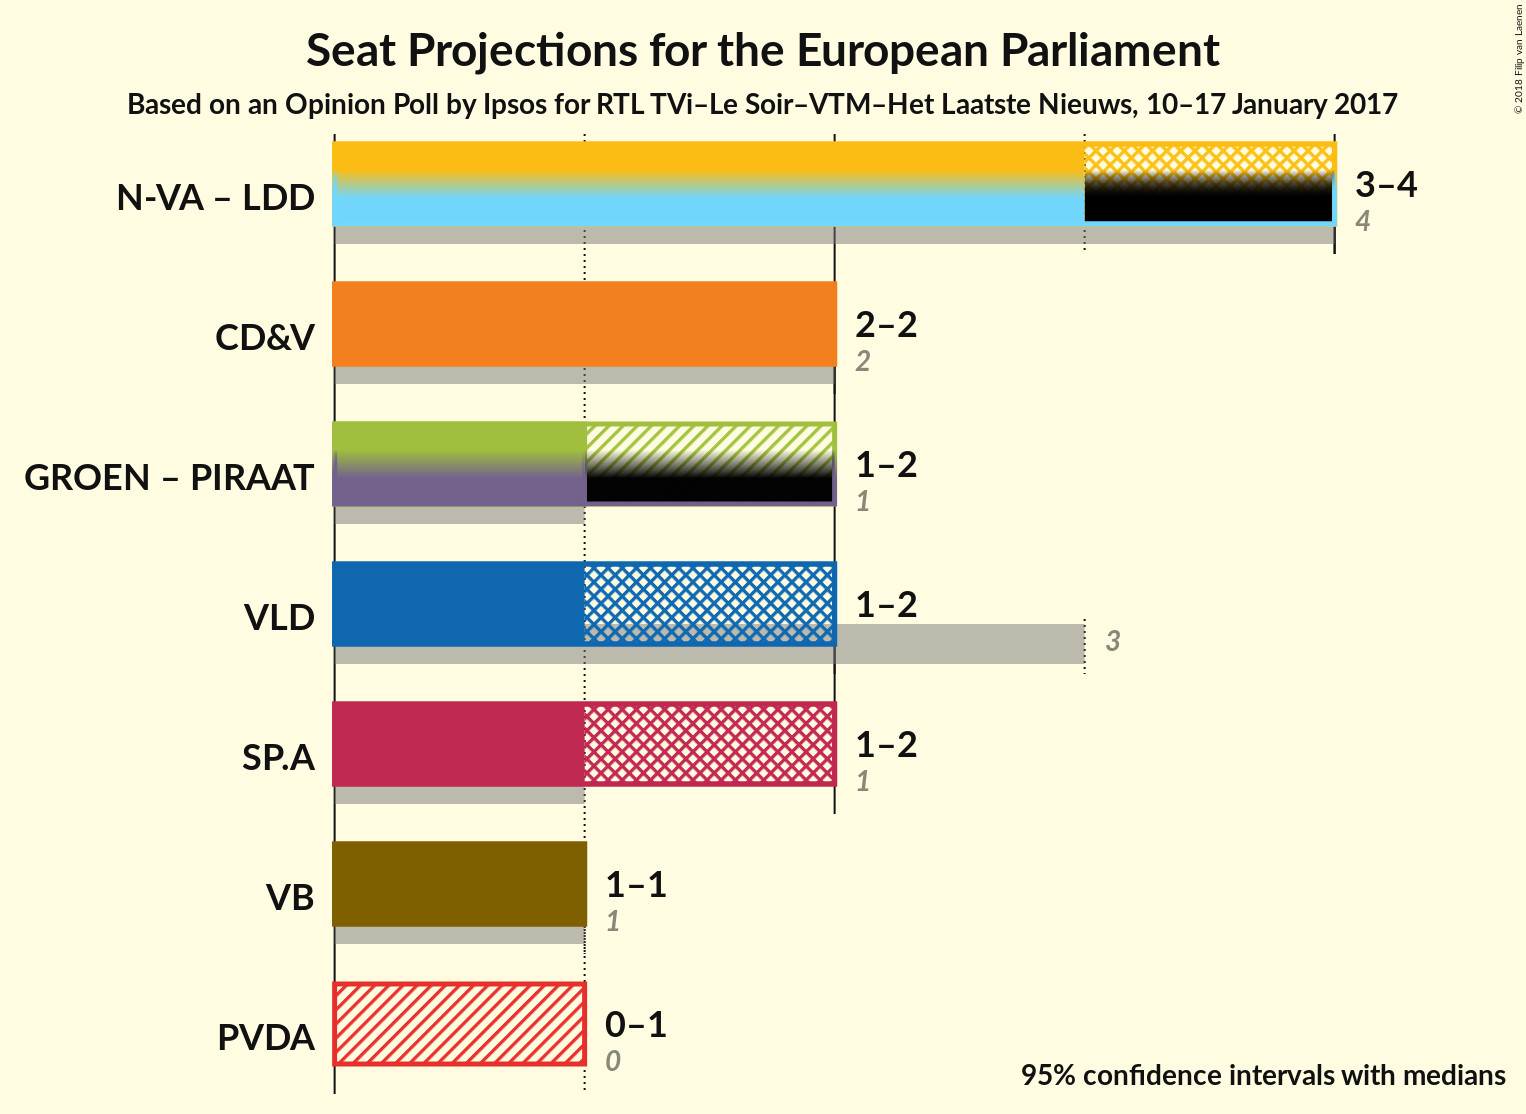 Seat Projections for the European Parliament
Based on an Opinion Poll by Ipsos for RTL TVi–Le Soir–VTM–Het Laatste Nieuws, 10–17 January 2017
© 2018 Filip van Laenen
N-VA – LDD
3–4
4
CD&V
2–2
2
GROEN – PIRAAT
1–2
1
VLD
1–2
3
SP.A
1–2
1
VB
1–1
1
PVDA
0–1
0
95% confidence intervals with medians